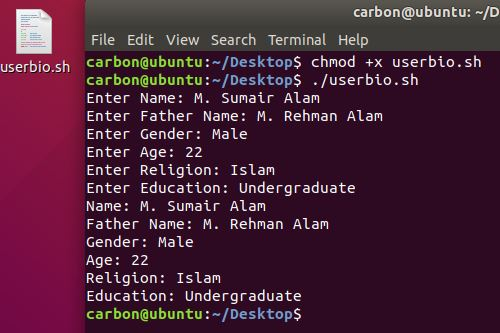 userbio.sh
carbon@ubuntu: ~/D
File Edit View Search Terminal Help
carbon@ubuntu:~/Desktop$ chmod +x userbio.sh
carbon@ubuntu:~/Desktop$ ./userbio.sh
Enter Name: M. Sumair Alam
Enter Father Name: M. Rehman Alam
Enter Gender: Male
Enter Age: 22
Enter Religion: Islam
Enter Education: Undergraduate
Name: M. Sumair Alam
Father Name: M. Rehman Alam
Gender: Male
Age: 22
Religion: Islam
Education: Undergraduate
carbon@ubuntu:~/Desktop$